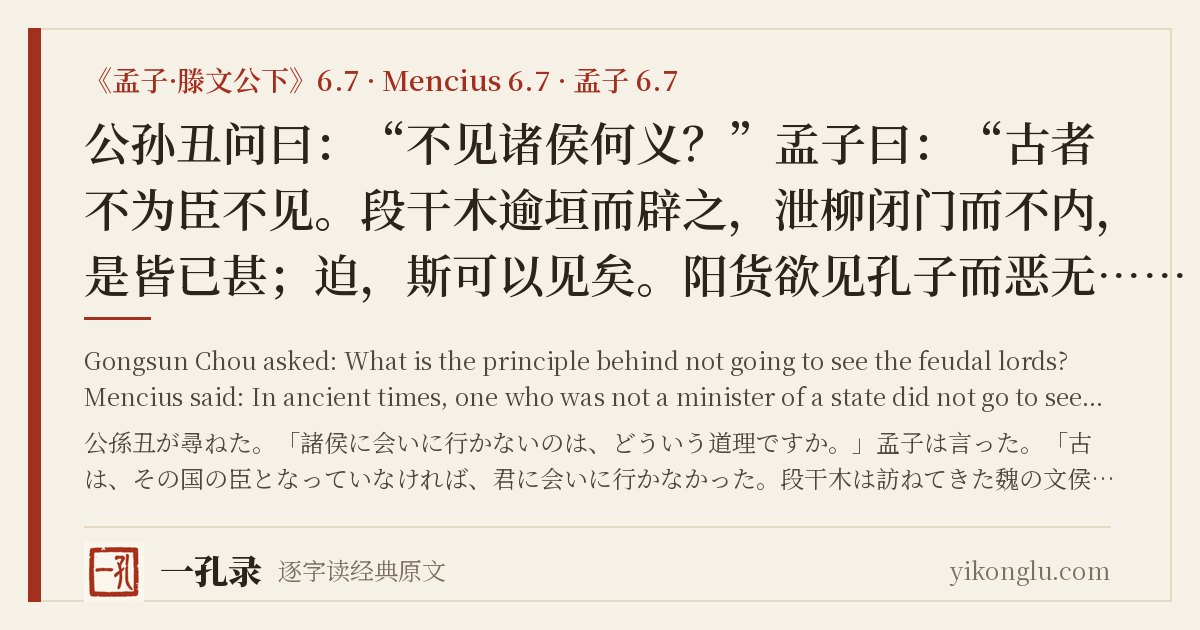 《孟子·滕文公下》6.7 · Mencius 6.7 · 孟子 6.7
公孙丑问曰：“不见诸侯何义？”孟子曰：“古者
不为臣不见。段干木逾垣而辟之，泄柳闭门而不内，
是皆已甚；迫，斯可以见矣。阳货欲见孔子而恶无……
Gongsun Chou asked: What is the principle behind not going to see the feudal lords?
Mencius said: In ancient times, one who was not a minister of a state did not go to see...
公孫丑が尋ねた。「諸侯に会いに行かないのは、どういう道理ですか。」孟子は言った。「古
は、その国の臣となっていなければ、君に会いに行かなかった。段干木は訪ねてきた魏の文侯…
一孔
一孔录 逐字读经典原文
yikonglu.com